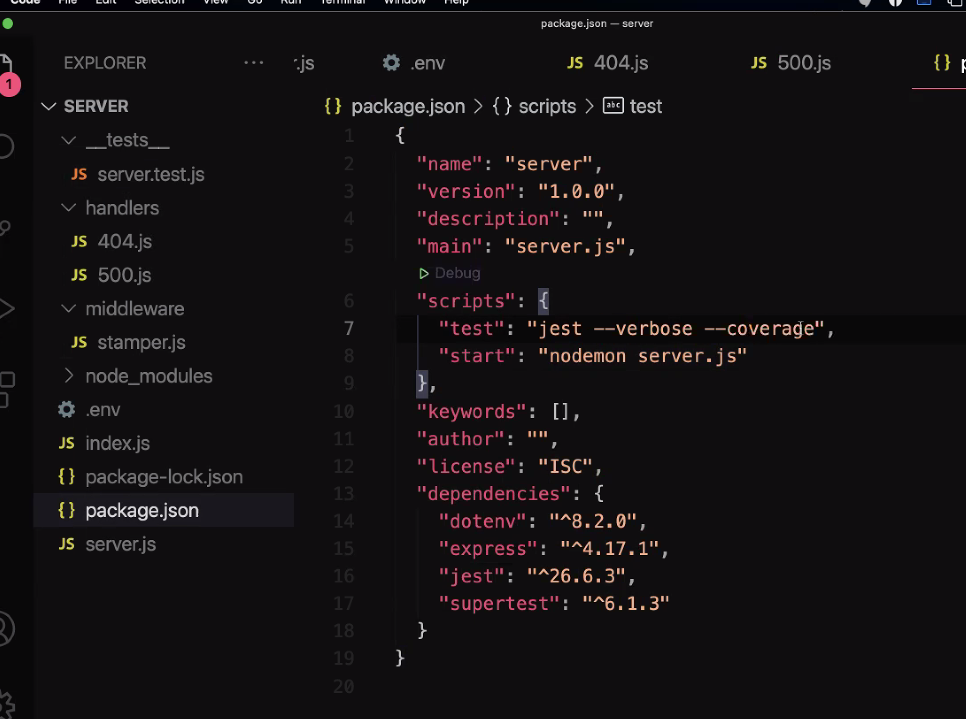 Code File Edit Selection View Go Run Terminal Window Help
package.json — server
EXPLORER ··· .js .env JS 404.js JS 500.js {}
1
SERVER
__tests__
JS server.test.js
handlers
JS 404.js
JS 500.js
middleware
JS stamper.js
node_modules
.env
JS index.js
{} package-lock.json
{} package.json
JS server.js
{} package.json > {} scripts > abc test
1 {
2 "name": "server",
3 "version": "1.0.0",
4 "description": "",
5 "main": "server.js",
Debug
6 "scripts": {
7 "test": "jest --verbose --coverage",
8 "start": "nodemon server.js"
9 },
10 "keywords": [],
11 "author": "",
12 "license": "ISC",
13 "dependencies": {
14 "dotenv": "^8.2.0",
15 "express": "^4.17.1",
16 "jest": "^26.6.3",
17 "supertest": "^6.1.3"
18 }
19 }
20